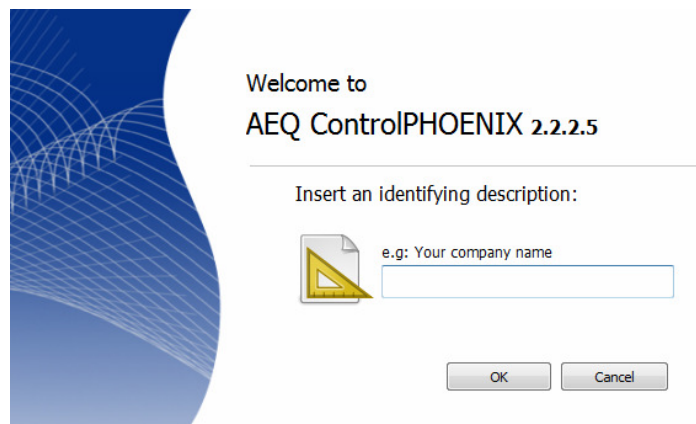 Welcome to
AEQ ControlPHOENIX 2.2.2.5
Insert an identifying description:
e.g: Your company name
OK Cancel